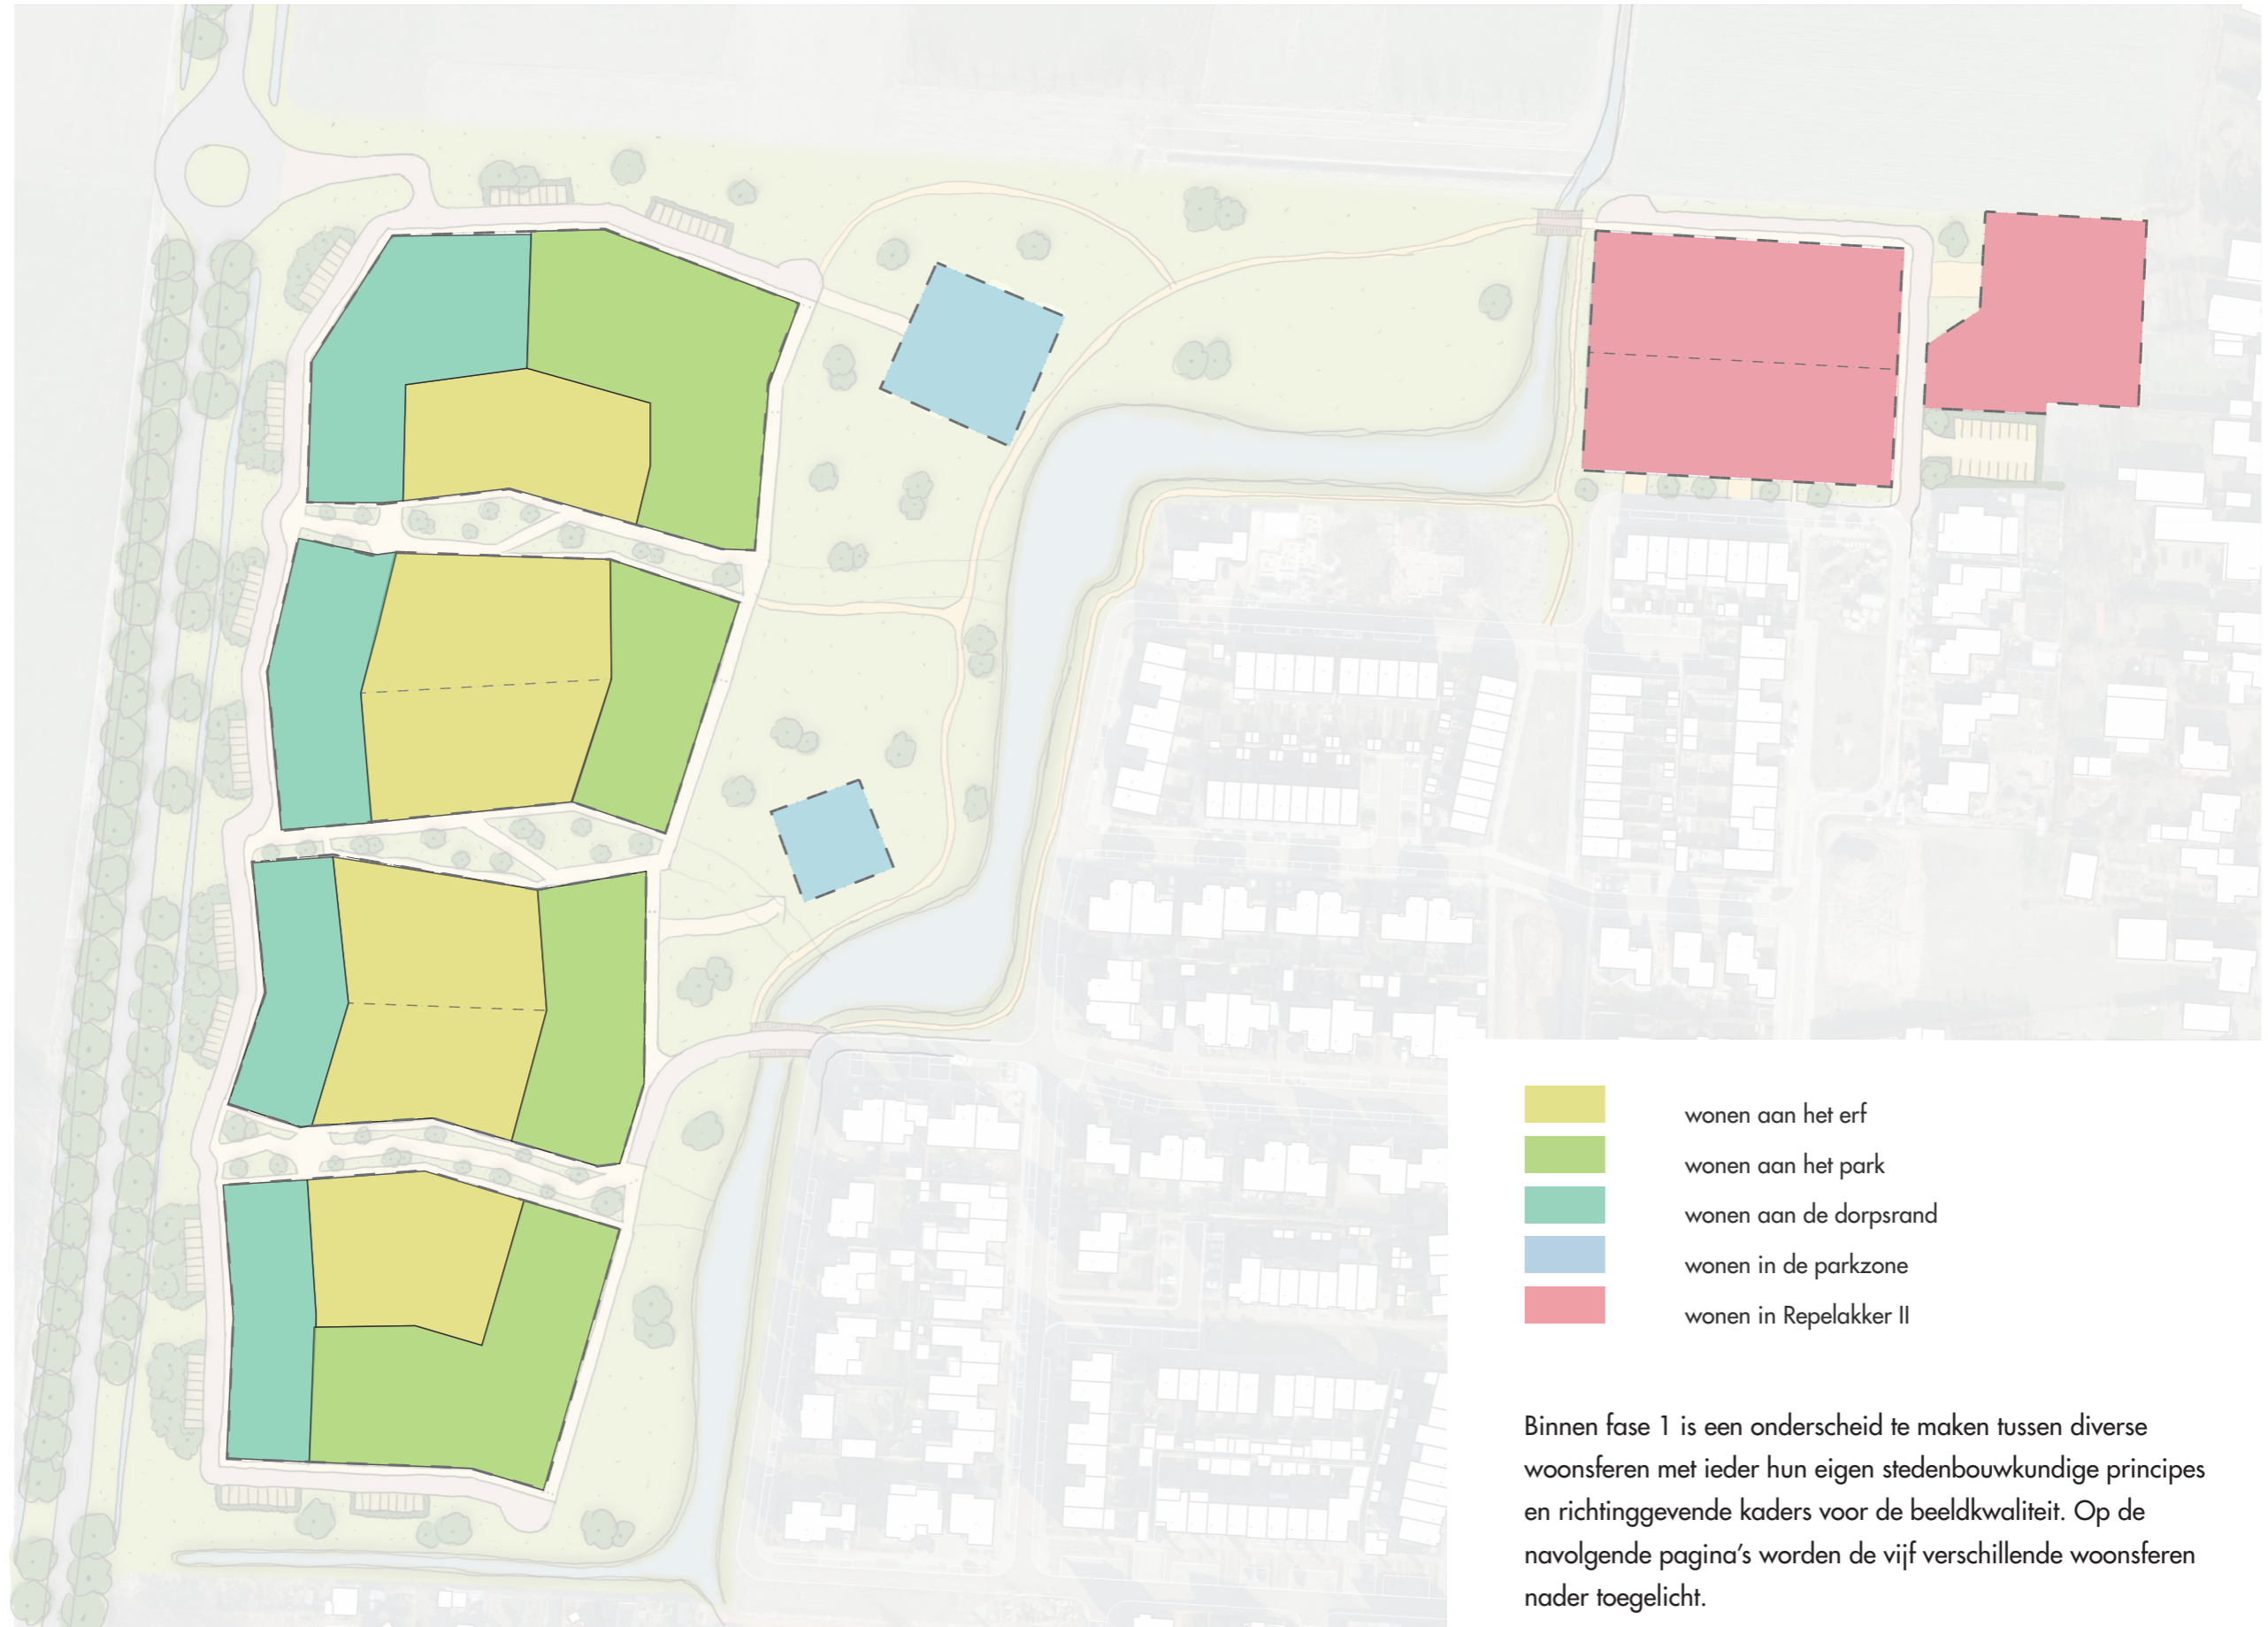 wonen aan het erf
wonen aan het park
wonen aan de dorpsrand
wonen in de parkzone
wonen in Repelakker II
Binnen fase 1 is een onderscheid te maken tussen diverse
woonsferen met ieder hun eigen stedenbouwkundige principes
en richtinggevende kaders voor de beeldkwaliteit. Op de
navolgende pagina's worden de vijf verschillende woonsferen
nader toegelicht.